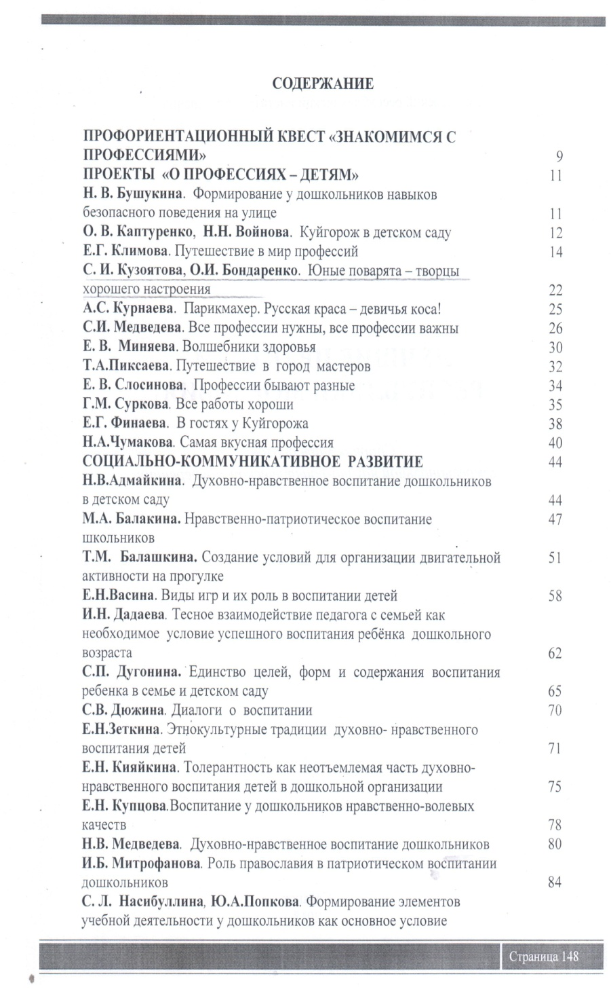 СОДЕРЖАНИЕ
ПРОФОРИЕНТАЦИОННЫЙ КВЕСТ «ЗНАКОМИМСЯ С
ПРОФЕССИЯМИ» 9
ПРОЕКТЫ «О ПРОФЕССИЯХ – ДЕТЯМ» 11
Н. В. Бушукина. Формирование у дошкольников навыков
безопасного поведения на улице 11
О. В. Каптуренко, Н.Н. Войнова. Куйгорож в детском саду 12
Е.Г. Климова. Путешествие в мир профессий 14
С. И. Кузоятова, О.И. Бондаренко. Юные поварята – творцы
хорошего настроения 22
А.С. Курнаева. Парикмахер. Русская краса – девичья коса! 25
С.И. Медведева. Все профессии нужны, все профессии важны 26
Е. В. Миняева. Волшебники здоровья 30
Т.А.Пиксаева. Путешествие в город мастеров 32
Е. В. Слосинова. Профессии бывают разные 34
Г.М. Суркова. Все работы хороши 35
Е.Г. Финаева. В гостях у Куйгорожа 38
Н.А.Чумакова. Самая вкусная профессия 40
СОЦИАЛЬНО-КОММУНИКАТИВНОЕ РАЗВИТИЕ 44
Н.В.Адмайкина. Духовно-нравственное воспитание дошкольников
в детском саду 44
М.А. Балакина. Нравственно-патриотическое воспитание 47
школьников
Т.М. Балашкина. Создание условий для организации двигательной 51
активности на прогулке
Е.Н.Васина. Виды игр и их роль в воспитании детей 58
И.Н. Дадаева. Тесное взаимодействие педагога с семьей как
необходимое условие успешного воспитания ребёнка дошкольного
возраста 62
С.П. Дугонина. Единство целей, форм и содержания воспитания
ребенка в семье и детском саду 65
С.В. Дюжина. Диалоги о воспитании 70
Е.Н.Зеткина. Этнокультурные традиции духовно- нравственного
воспитания детей 71
Е.Н. Кияйкина. Толерантность как неотъемлемая часть духовно-
нравственного воспитания детей в дошкольной организации 75
Е.Н. Купцова.Воспитание у дошкольников нравственно-волевых
качеств 78
Н.В. Медведева. Духовно-нравственное воспитание дошкольников 80
И.Б. Митрофанова. Роль православия в патриотическом воспитании
дошкольников 84
С. Л. Насибуллина, Ю.А.Попкова. Формирование элементов
учебной деятельности у дошкольников как основное условие
Страница 148